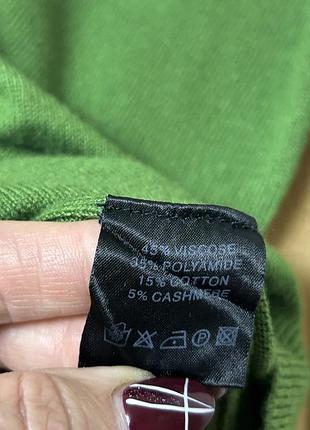 45% VISCOSE
35% POLYAMIDE
15% COTTON
5% CASHMERE